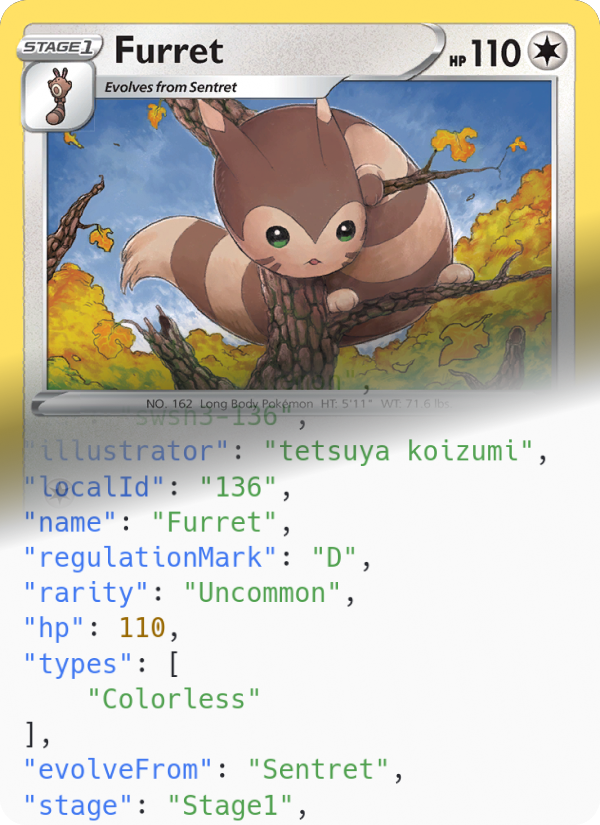 STAGE1 Furret HP 110
Evolves from Sentret
NO. 162 Long Body Pokémon HT: 5'11" WT: 71.6 lbs
"swsh3-136",
"illustrator": "tetsuya koizumi",
"localId": "136",
"name": "Furret",
"regulationMark": "D",
"rarity": "Uncommon",
"hp": 110,
"types": [
"Colorless"
],
"evolveFrom": "Sentret",
"stage": "Stage1",